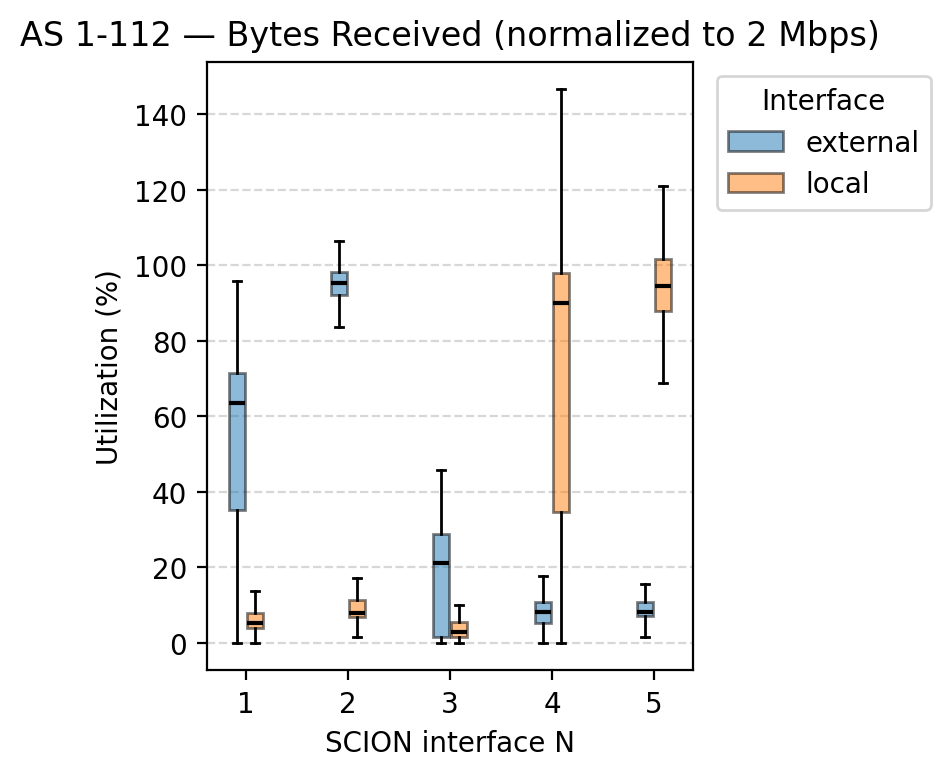 AS 1-112 — Bytes Received (normalized to 2 Mbps)
Interface
external
local
Utilization (%)
140
120
100
80
60
40
20
0
1 2 3 4 5
SCION interface N